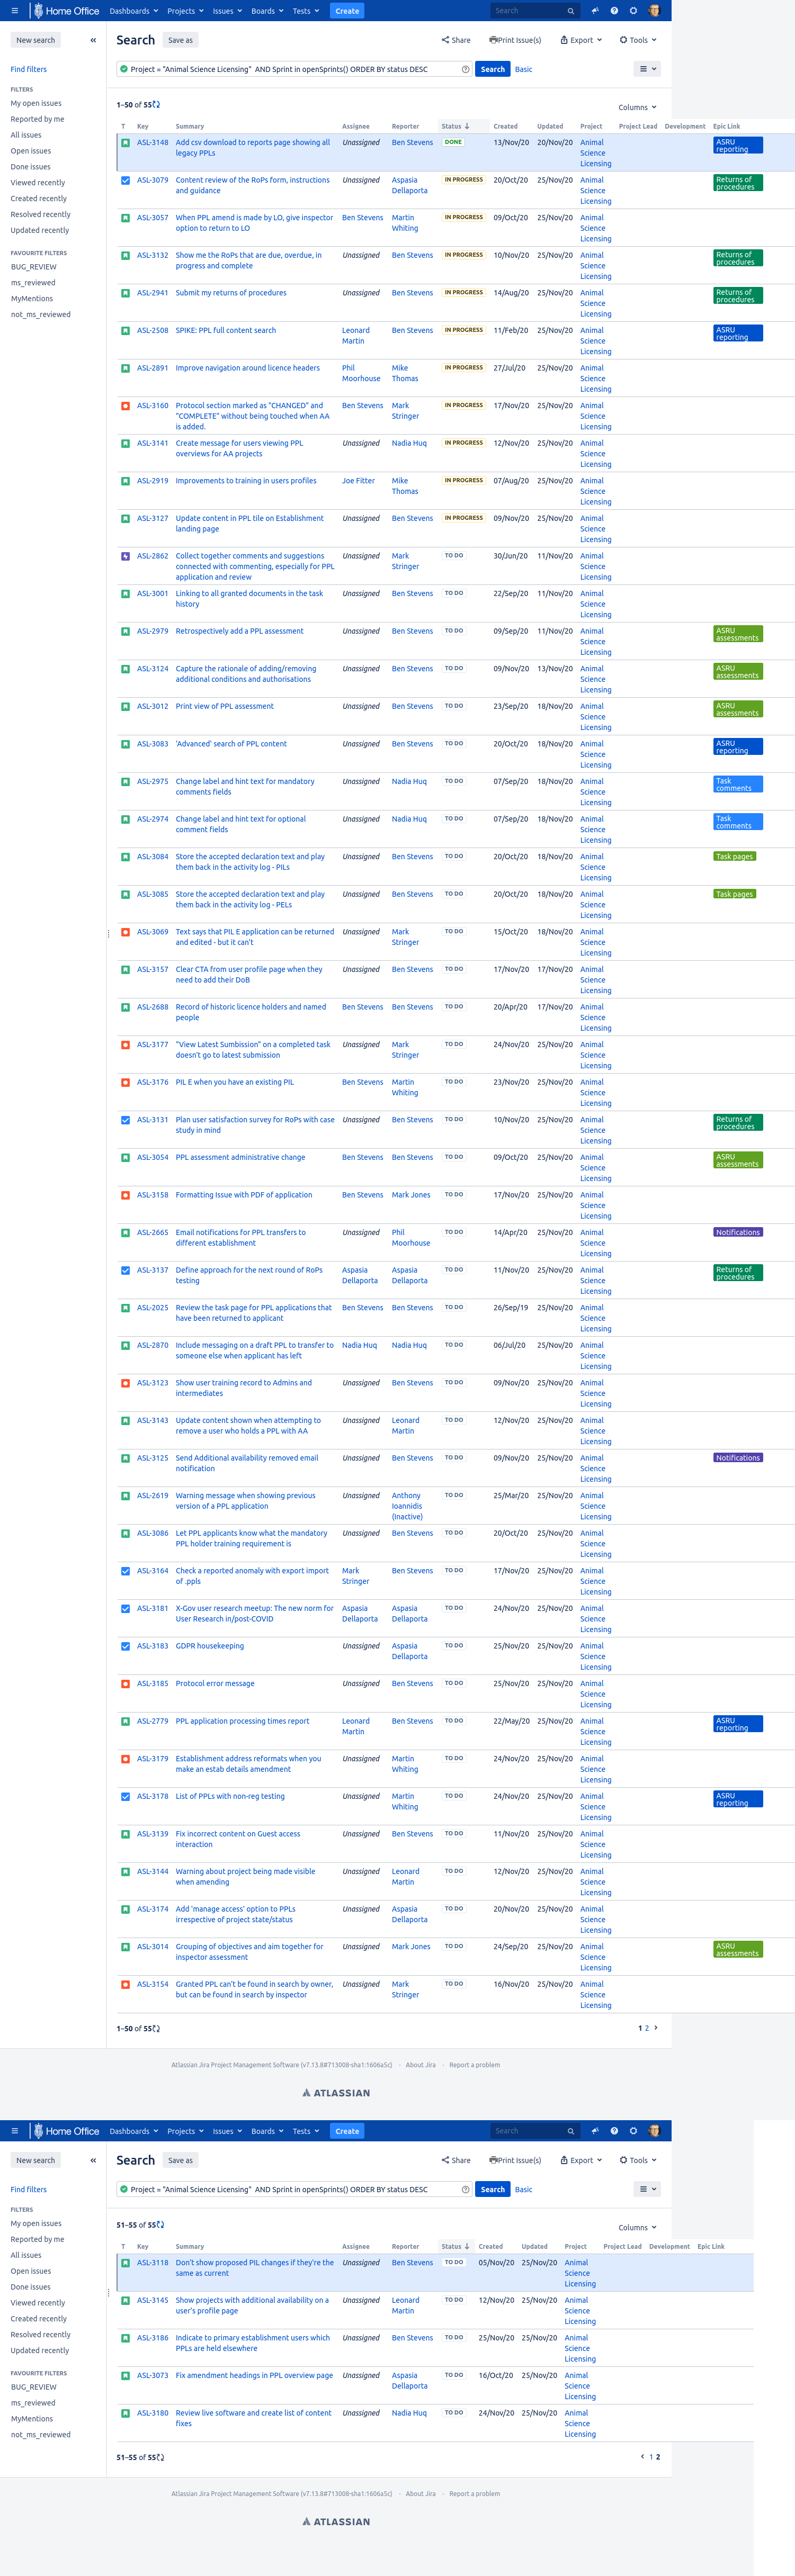 Home Office Dashboards Projects Issues Boards Tests Create Search
New search
Find filters
FILTERS
My open issues
Reported by me
All issues
Open issues
Done issues
Viewed recently
Created recently
Resolved recently
Updated recently
FAVOURITE FILTERS
BUG_REVIEW
ms_reviewed
MyMentions
not_ms_reviewed
Search Save as Share Print Issue(s) Export Tools
Project = "Animal Science Licensing" AND Sprint in openSprints() ORDER BY status DESC Search Basic
1–50 of 55 Columns
T Key Summary Assignee Reporter Status Created Updated Project Project Lead Development Epic Link
ASL-3148 Add csv download to reports page showing all legacy PPLs Unassigned Ben Stevens DONE 13/Nov/20 20/Nov/20 Animal Science Licensing ASRU reporting
ASL-3079 Content review of the RoPs form, instructions and guidance Unassigned Aspasia Dellaporta IN PROGRESS 20/Oct/20 25/Nov/20 Animal Science Licensing Returns of procedures
ASL-3057 When PPL amend is made by LO, give inspector option to return to LO Ben Stevens Martin Whiting IN PROGRESS 09/Oct/20 25/Nov/20 Animal Science Licensing
ASL-3132 Show me the RoPs that are due, overdue, in progress and complete Unassigned Ben Stevens IN PROGRESS 10/Nov/20 25/Nov/20 Animal Science Licensing Returns of procedures
ASL-2941 Submit my returns of procedures Unassigned Ben Stevens IN PROGRESS 14/Aug/20 25/Nov/20 Animal Science Licensing Returns of procedures
ASL-2508 SPIKE: PPL full content search Leonard Martin Ben Stevens IN PROGRESS 11/Feb/20 25/Nov/20 Animal Science Licensing ASRU reporting
ASL-2891 Improve navigation around licence headers Phil Moorhouse Mike Thomas IN PROGRESS 27/Jul/20 25/Nov/20 Animal Science Licensing
ASL-3160 Protocol section marked as "CHANGED" and "COMPLETE" without being touched when AA is added. Ben Stevens Mark Stringer IN PROGRESS 17/Nov/20 25/Nov/20 Animal Science Licensing
ASL-3141 Create message for users viewing PPL overviews for AA projects Unassigned Nadia Huq IN PROGRESS 12/Nov/20 25/Nov/20 Animal Science Licensing
ASL-2919 Improvements to training in users profiles Joe Fitter Mike Thomas IN PROGRESS 07/Aug/20 25/Nov/20 Animal Science Licensing
ASL-3127 Update content in PPL tile on Establishment landing page Unassigned Ben Stevens IN PROGRESS 09/Nov/20 25/Nov/20 Animal Science Licensing
ASL-2862 Collect together comments and suggestions connected with commenting, especially for PPL application and review Unassigned Mark Stringer TO DO 30/Jun/20 11/Nov/20 Animal Science Licensing
ASL-3001 Linking to all granted documents in the task history Unassigned Ben Stevens TO DO 22/Sep/20 11/Nov/20 Animal Science Licensing
ASL-2979 Retrospectively add a PPL assessment Unassigned Ben Stevens TO DO 09/Sep/20 11/Nov/20 Animal Science Licensing ASRU assessments
ASL-3124 Capture the rationale of adding/removing additional conditions and authorisations Unassigned Ben Stevens TO DO 09/Nov/20 13/Nov/20 Animal Science Licensing ASRU assessments
ASL-3012 Print view of PPL assessment Unassigned Ben Stevens TO DO 23/Sep/20 18/Nov/20 Animal Science Licensing ASRU assessments
ASL-3083 'Advanced' search of PPL content Unassigned Ben Stevens TO DO 20/Oct/20 18/Nov/20 Animal Science Licensing ASRU reporting
ASL-2975 Change label and hint text for mandatory comments fields Unassigned Nadia Huq TO DO 07/Sep/20 18/Nov/20 Animal Science Licensing Task comments
ASL-2974 Change label and hint text for optional comment fields Unassigned Nadia Huq TO DO 07/Sep/20 18/Nov/20 Animal Science Licensing Task comments
ASL-3084 Store the accepted declaration text and play them back in the activity log - PILs Unassigned Ben Stevens TO DO 20/Oct/20 18/Nov/20 Animal Science Licensing Task pages
ASL-3085 Store the accepted declaration text and play them back in the activity log - PELs Unassigned Ben Stevens TO DO 20/Oct/20 18/Nov/20 Animal Science Licensing Task pages
ASL-3069 Text says that PIL E application can be returned and edited - but it can't Unassigned Mark Stringer TO DO 15/Oct/20 18/Nov/20 Animal Science Licensing
ASL-3157 Clear CTA from user profile page when they need to add their DoB Unassigned Ben Stevens TO DO 17/Nov/20 17/Nov/20 Animal Science Licensing
ASL-2688 Record of historic licence holders and named people Ben Stevens Ben Stevens TO DO 20/Apr/20 17/Nov/20 Animal Science Licensing
ASL-3177 "View Latest Sumbission" on a completed task doesn't go to latest submission Unassigned Mark Stringer TO DO 24/Nov/20 25/Nov/20 Animal Science Licensing
ASL-3176 PIL E when you have an existing PIL Ben Stevens Martin Whiting TO DO 23/Nov/20 25/Nov/20 Animal Science Licensing
ASL-3131 Plan user satisfaction survey for RoPs with case study in mind Unassigned Ben Stevens TO DO 10/Nov/20 25/Nov/20 Animal Science Licensing Returns of procedures
ASL-3054 PPL assessment administrative change Ben Stevens Ben Stevens TO DO 09/Oct/20 25/Nov/20 Animal Science Licensing ASRU assessments
ASL-3158 Formatting Issue with PDF of application Ben Stevens Mark Jones TO DO 17/Nov/20 25/Nov/20 Animal Science Licensing
ASL-2665 Email notifications for PPL transfers to different establishment Unassigned Phil Moorhouse TO DO 14/Apr/20 25/Nov/20 Animal Science Licensing Notifications
ASL-3137 Define approach for the next round of RoPs testing Aspasia Dellaporta Aspasia Dellaporta TO DO 11/Nov/20 25/Nov/20 Animal Science Licensing Returns of procedures
ASL-2025 Review the task page for PPL applications that have been returned to applicant Ben Stevens Ben Stevens TO DO 26/Sep/19 25/Nov/20 Animal Science Licensing
ASL-2870 Include messaging on a draft PPL to transfer to someone else when applicant has left Nadia Huq Nadia Huq TO DO 06/Jul/20 25/Nov/20 Animal Science Licensing
ASL-3123 Show user training record to Admins and intermediates Unassigned Ben Stevens TO DO 09/Nov/20 25/Nov/20 Animal Science Licensing
ASL-3143 Update content shown when attempting to remove a user who holds a PPL with AA Unassigned Leonard Martin TO DO 12/Nov/20 25/Nov/20 Animal Science Licensing
ASL-3125 Send Additional availability removed email notification Unassigned Ben Stevens TO DO 09/Nov/20 25/Nov/20 Animal Science Licensing Notifications
ASL-2619 Warning message when showing previous version of a PPL application Unassigned Anthony Ioannidis (Inactive) TO DO 25/Mar/20 25/Nov/20 Animal Science Licensing
ASL-3086 Let PPL applicants know what the mandatory PPL holder training requirement is Unassigned Ben Stevens TO DO 20/Oct/20 25/Nov/20 Animal Science Licensing
ASL-3164 Check a reported anomaly with export import of .ppls Mark Stringer Ben Stevens TO DO 17/Nov/20 25/Nov/20 Animal Science Licensing
ASL-3181 X-Gov user research meetup: The new norm for User Research in/post-COVID Aspasia Dellaporta Aspasia Dellaporta TO DO 24/Nov/20 25/Nov/20 Animal Science Licensing
ASL-3183 GDPR housekeeping Unassigned Aspasia Dellaporta TO DO 25/Nov/20 25/Nov/20 Animal Science Licensing
ASL-3185 Protocol error message Unassigned Ben Stevens TO DO 25/Nov/20 25/Nov/20 Animal Science Licensing
ASL-2779 PPL application processing times report Leonard Martin Ben Stevens TO DO 22/May/20 25/Nov/20 Animal Science Licensing ASRU reporting
ASL-3179 Establishment address reformats when you make an estab details amendment Unassigned Martin Whiting TO DO 24/Nov/20 25/Nov/20 Animal Science Licensing
ASL-3178 List of PPLs with non-reg testing Unassigned Martin Whiting TO DO 24/Nov/20 25/Nov/20 Animal Science Licensing ASRU reporting
ASL-3139 Fix incorrect content on Guest access interaction Unassigned Ben Stevens TO DO 11/Nov/20 25/Nov/20 Animal Science Licensing
ASL-3144 Warning about project being made visible when amending Unassigned Leonard Martin TO DO 12/Nov/20 25/Nov/20 Animal Science Licensing
ASL-3174 Add 'manage access' option to PPLs irrespective of project state/status Unassigned Aspasia Dellaporta TO DO 20/Nov/20 25/Nov/20 Animal Science Licensing
ASL-3014 Grouping of objectives and aim together for inspector assessment Unassigned Mark Jones TO DO 24/Sep/20 25/Nov/20 Animal Science Licensing ASRU assessments
ASL-3154 Granted PPL can't be found in search by owner, but can be found in search by inspector Unassigned Mark Stringer TO DO 16/Nov/20 25/Nov/20 Animal Science Licensing
1–50 of 55 1 2
Atlassian Jira Project Management Software (v7.13.8#713008-sha1:1606a5c) · About Jira · Report a problem
ATLASSIAN
Home Office Dashboards Projects Issues Boards Tests Create Search
New search
Find filters
FILTERS
My open issues
Reported by me
All issues
Open issues
Done issues
Viewed recently
Created recently
Resolved recently
Updated recently
FAVOURITE FILTERS
BUG_REVIEW
ms_reviewed
MyMentions
not_ms_reviewed
Search Save as Share Print Issue(s) Export Tools
Project = "Animal Science Licensing" AND Sprint in openSprints() ORDER BY status DESC Search Basic
51–55 of 55 Columns
T Key Summary Assignee Reporter Status Created Updated Project Project Lead Development Epic Link
ASL-3118 Don't show proposed PIL changes if they're the same as current Unassigned Ben Stevens TO DO 05/Nov/20 25/Nov/20 Animal Science Licensing
ASL-3145 Show projects with additional availability on a user's profile page Unassigned Leonard Martin TO DO 12/Nov/20 25/Nov/20 Animal Science Licensing
ASL-3186 Indicate to primary establishment users which PPLs are held elsewhere Unassigned Ben Stevens TO DO 25/Nov/20 25/Nov/20 Animal Science Licensing
ASL-3073 Fix amendment headings in PPL overview page Unassigned Aspasia Dellaporta TO DO 16/Oct/20 25/Nov/20 Animal Science Licensing
ASL-3180 Review live software and create list of content fixes Unassigned Nadia Huq TO DO 24/Nov/20 25/Nov/20 Animal Science Licensing
51–55 of 55 1 2
Atlassian Jira Project Management Software (v7.13.8#713008-sha1:1606a5c) · About Jira · Report a problem
ATLASSIAN